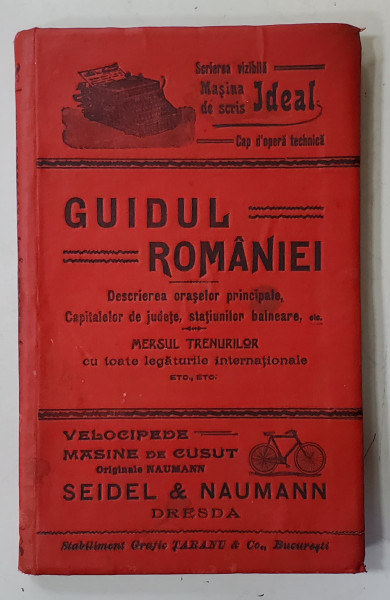 Scrierea vizibilă
Mașina
de scris Ideal
Cap d'operă technică
GUIDUL
ROMÂNIEI
Descrierea orașelor principale,
Capitalelor de județe, stațiunilor balneare, etc.
MERSUL TRENURILOR
cu toate legăturile internaționale
ETC., ETC.
VELOCIPEDE
MASINE DE CUSUT
Originale NAUMANN
SEIDEL & NAUMANN
DRESDA
Stabiliment Grafic ȚARANU & Co., București